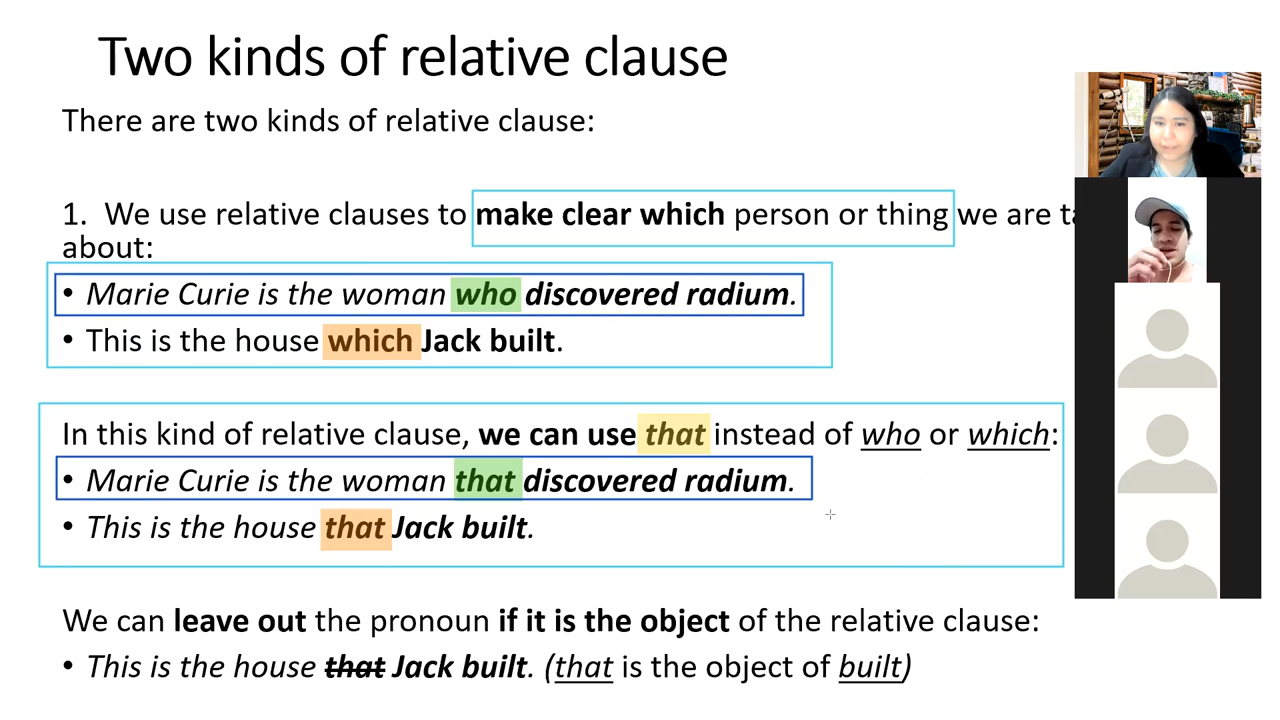 Two kinds of relative clause
There are two kinds of relative clause:
1. We use relative clauses to make clear which person or thing we are
about:
• Marie Curie is the woman who discovered radium.
• This is the house which Jack built.
In this kind of relative clause, we can use that instead of who or which:
• Marie Curie is the woman that discovered radium.
• This is the house that Jack built.
We can leave out the pronoun if it is the object of the relative clause:
• This is the house that Jack built. (that is the object of built)